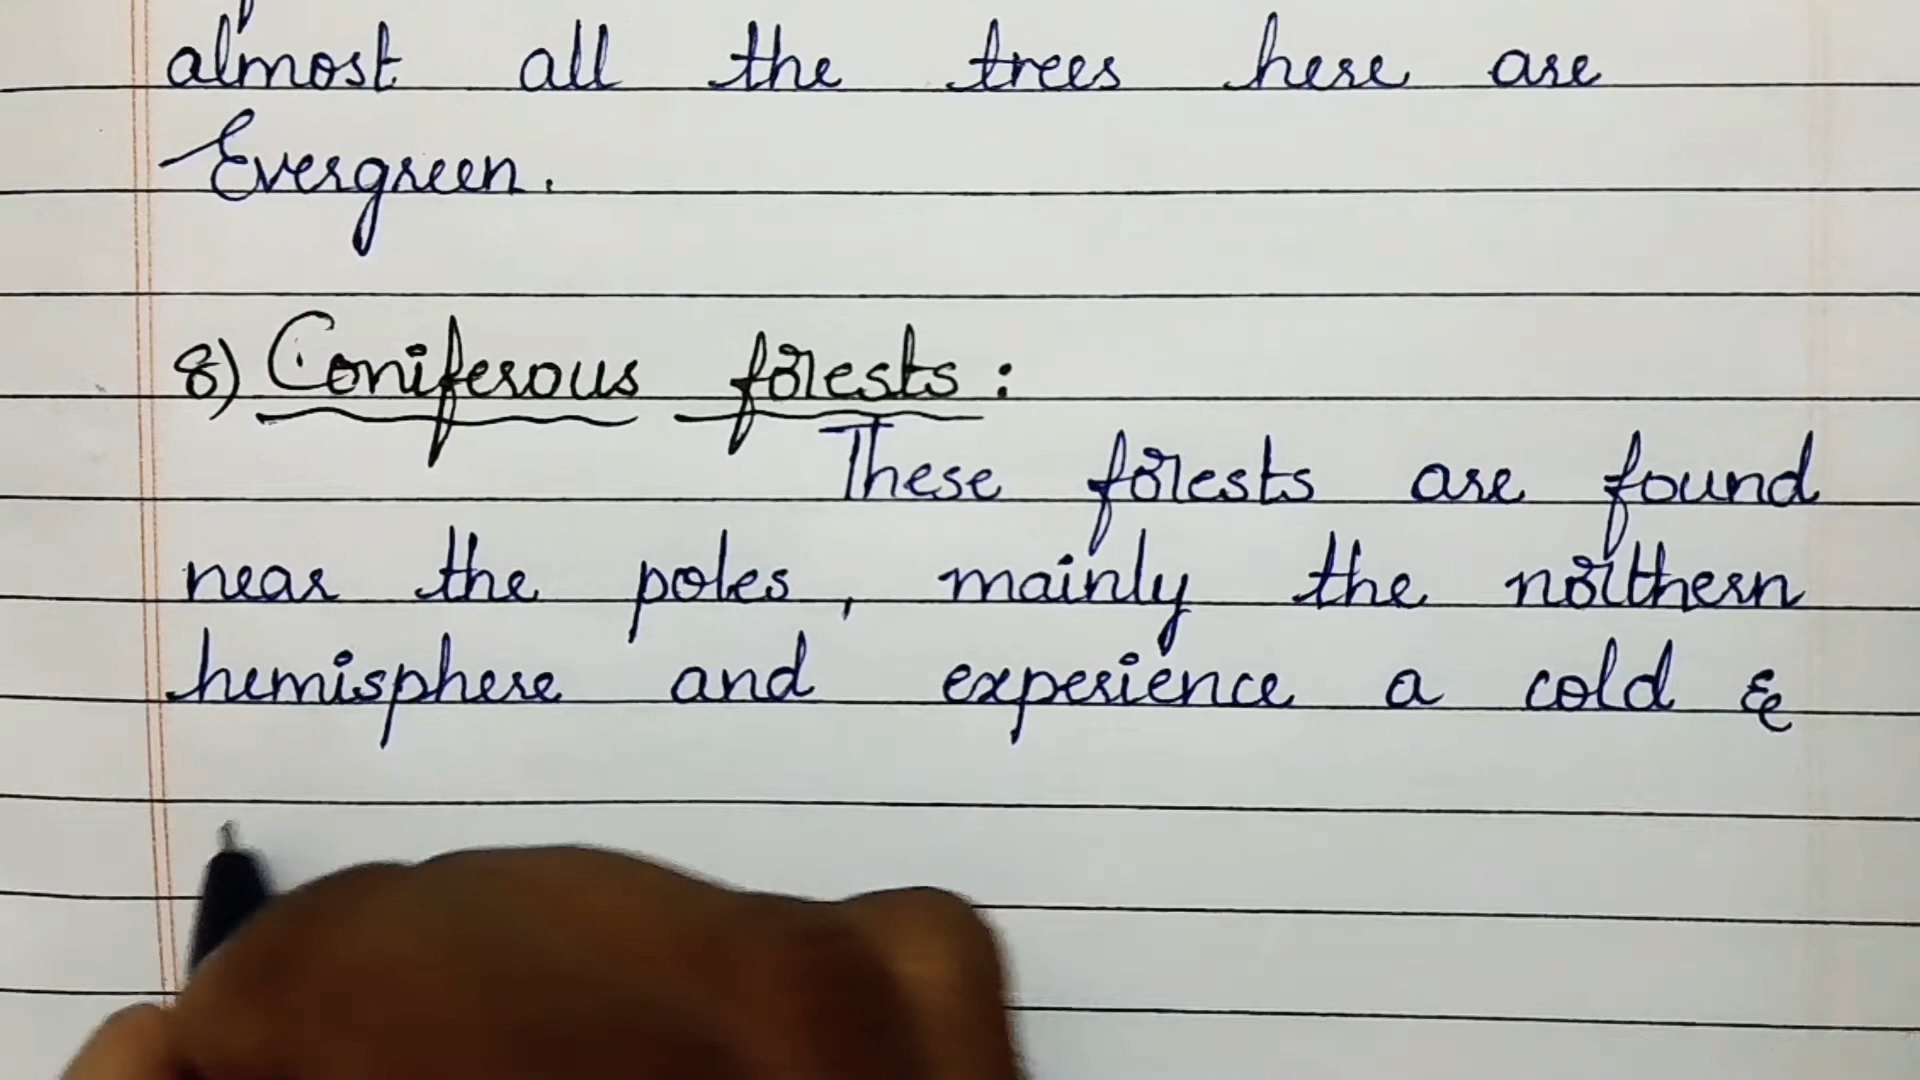 almost all the trees here are
Evergreen.
8) Coniferous forests:
These forests are found
near the poles, mainly the northern
hemisphere and experience a cold &